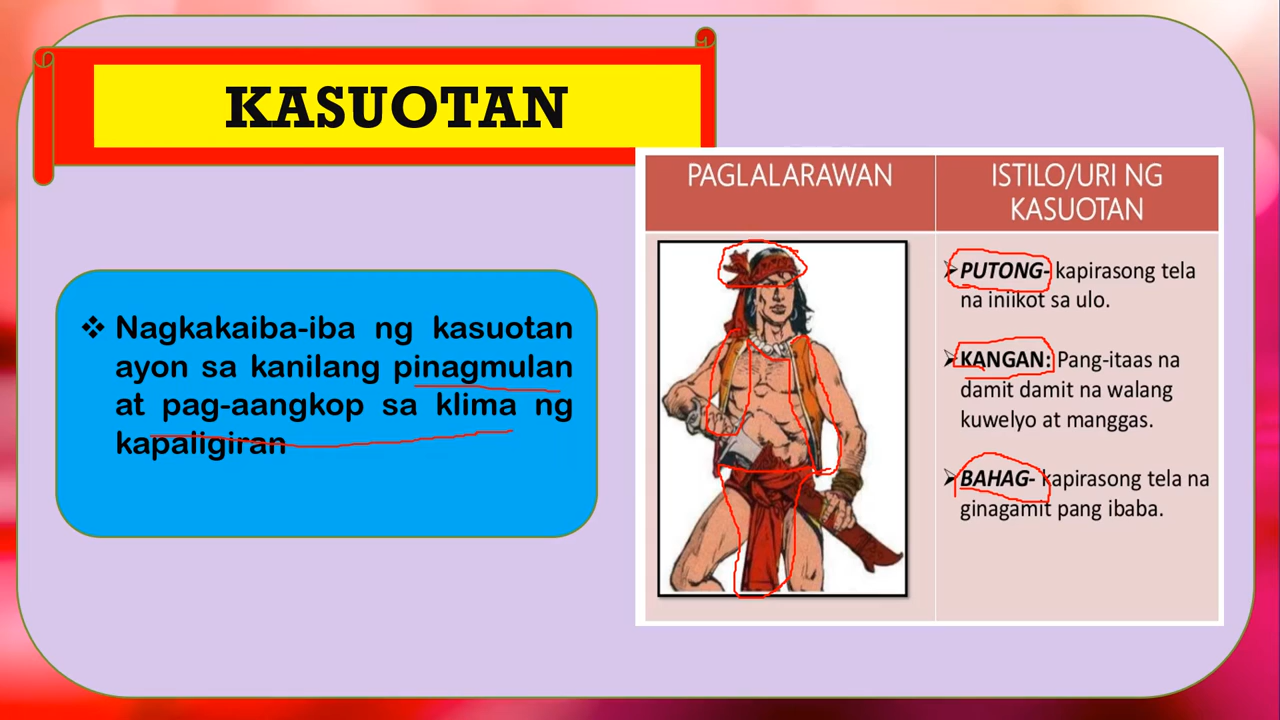 KASUOTAN
❖ Nagkakaiba-iba ng kasuotan
ayon sa kanilang pinagmulan
at pag-aangkop sa klima ng
kapaligiran
PAGLALARAWAN
ISTILO/URI NG
KASUOTAN
➢PUTONG- kapirasong tela
na iniikot sa ulo.
➢KANGAN: Pang-itaas na
damit damit na walang
kuwelyo at manggas.
➢BAHAG- kapirasong tela na
ginagamit pang ibaba.